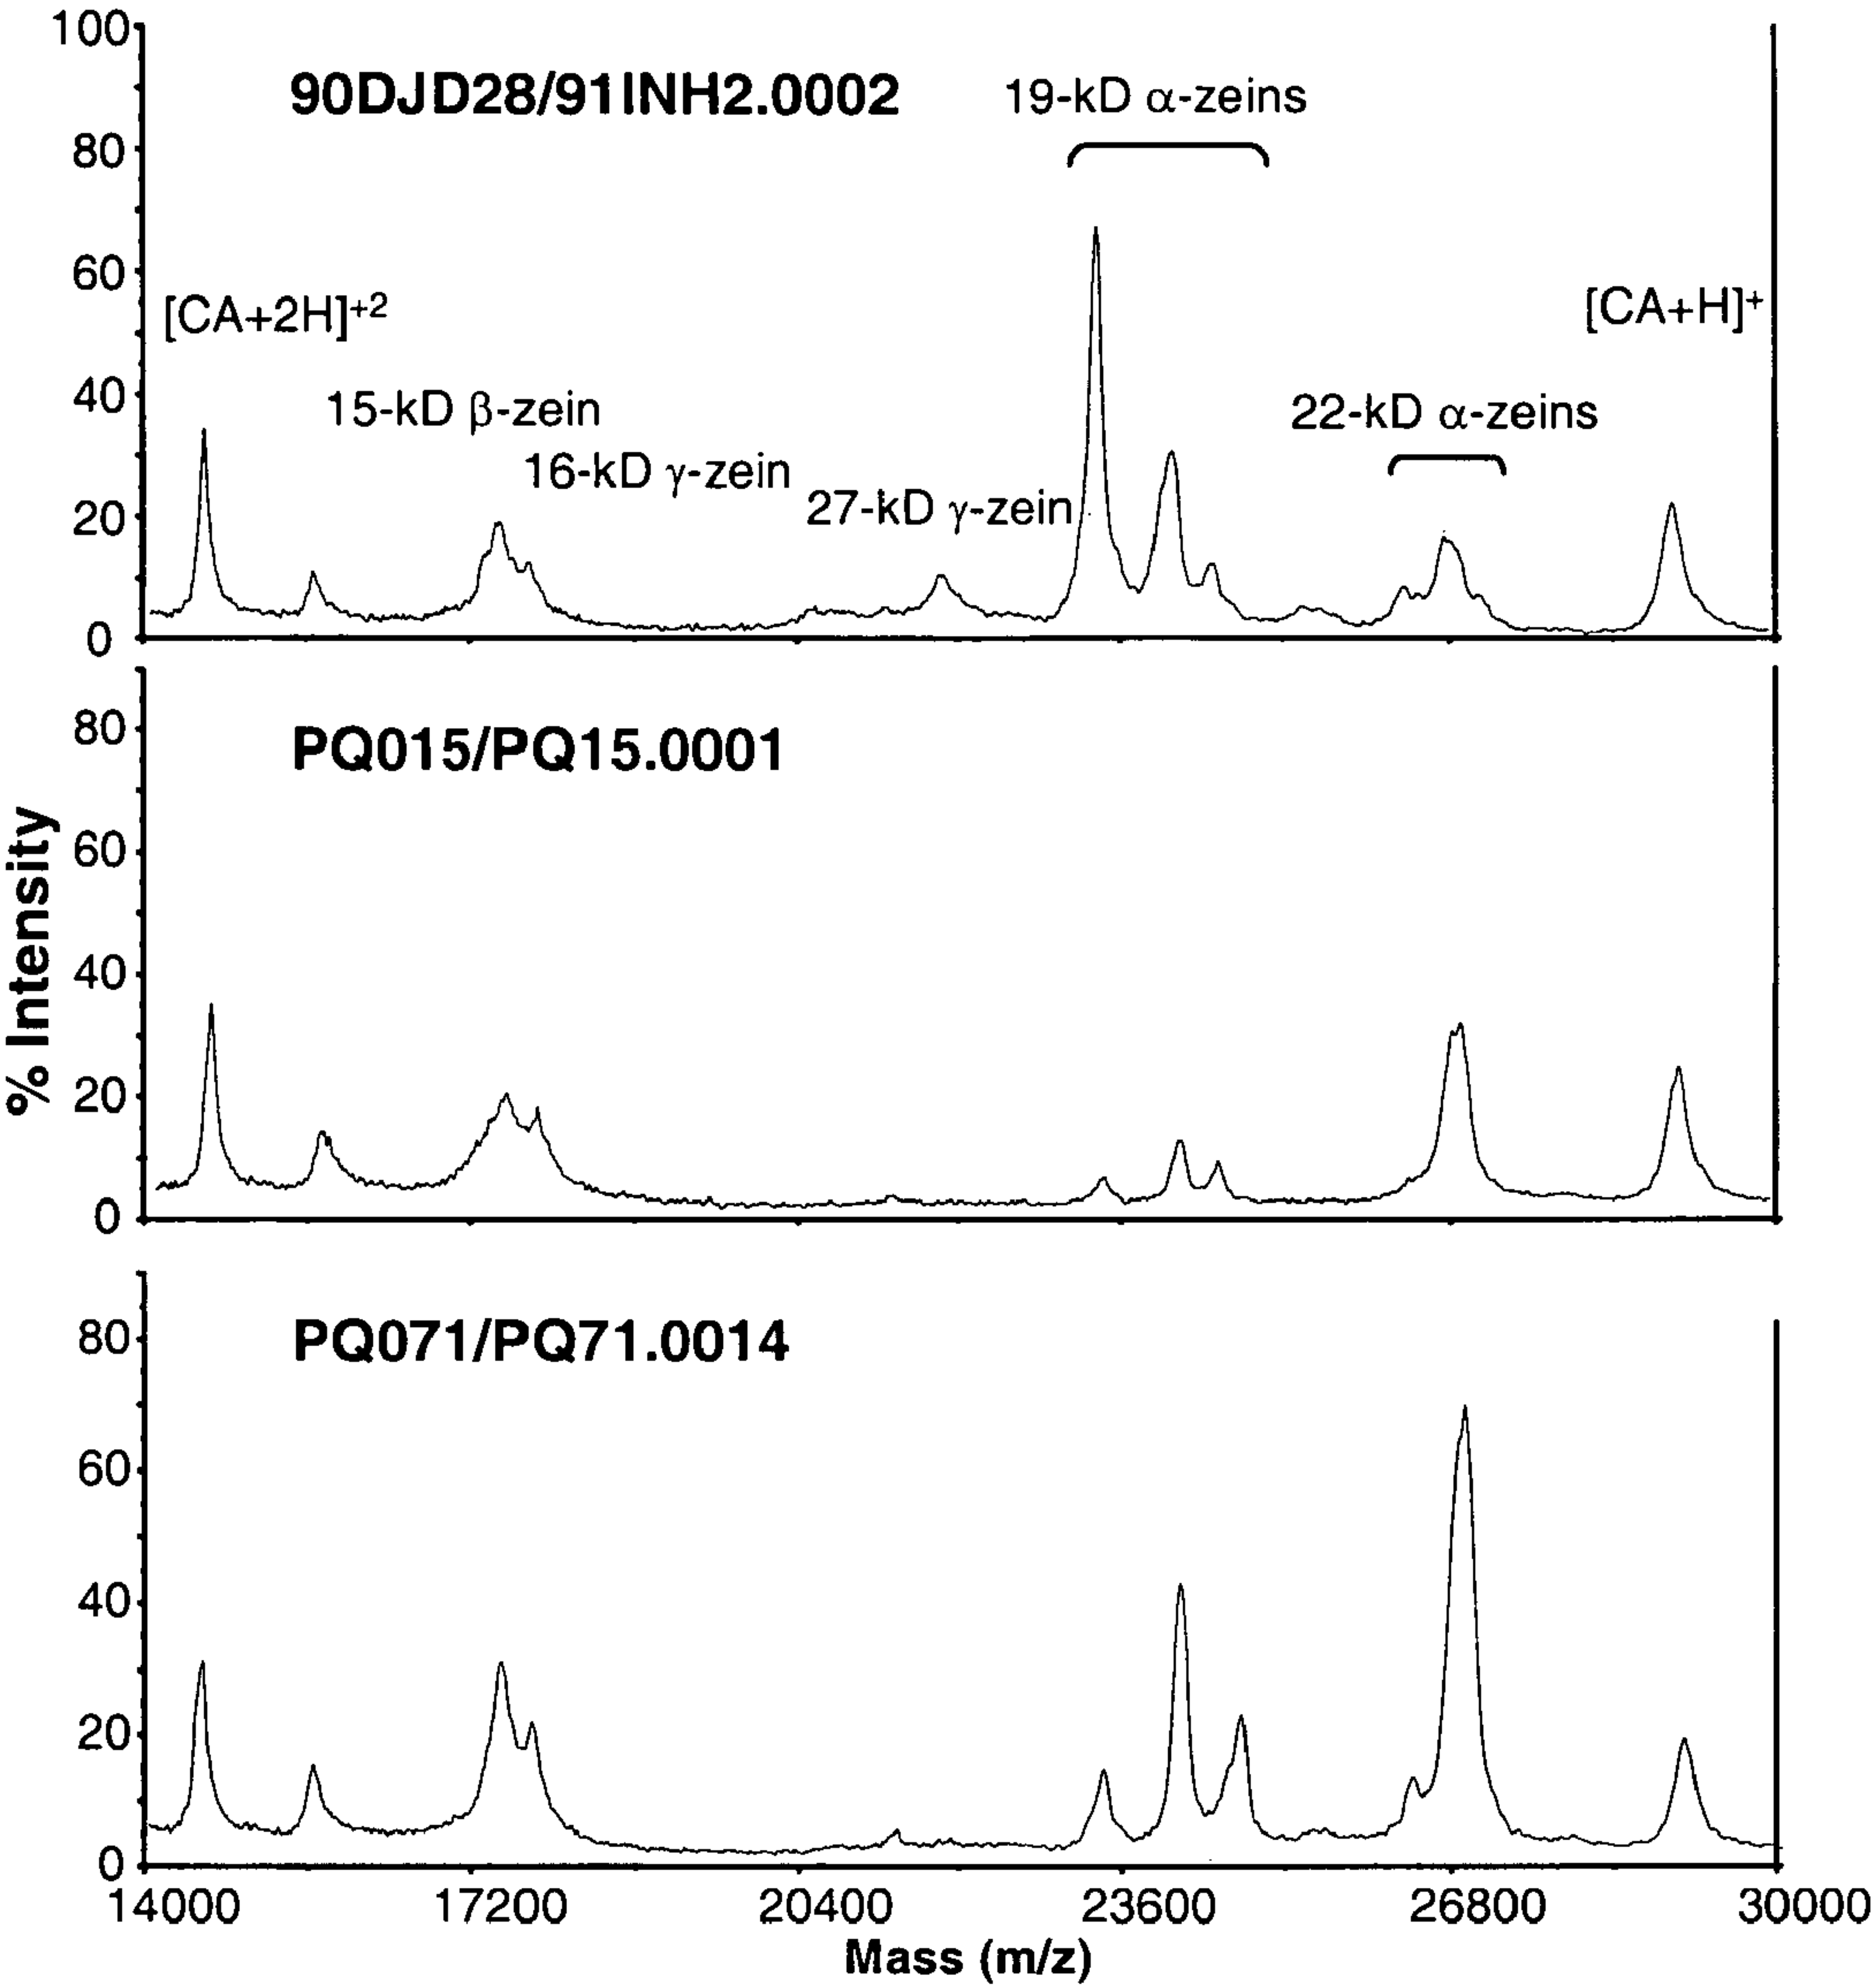 100
90DJD28/91INH2.0002
19-kD α-zeins
80
60
[CA+2H]+2
[CA+H]+
40
15-kD β-zein
22-kD α-zeins
16-kD γ-zein
27-kD γ-zein
20
0
80
PQ015/PQ15.0001
60
% Intensity
40
20
0
80
PQ071/PQ71.0014
60
40
20
0
14000 17200 20400 23600 26800 30000
Mass (m/z)